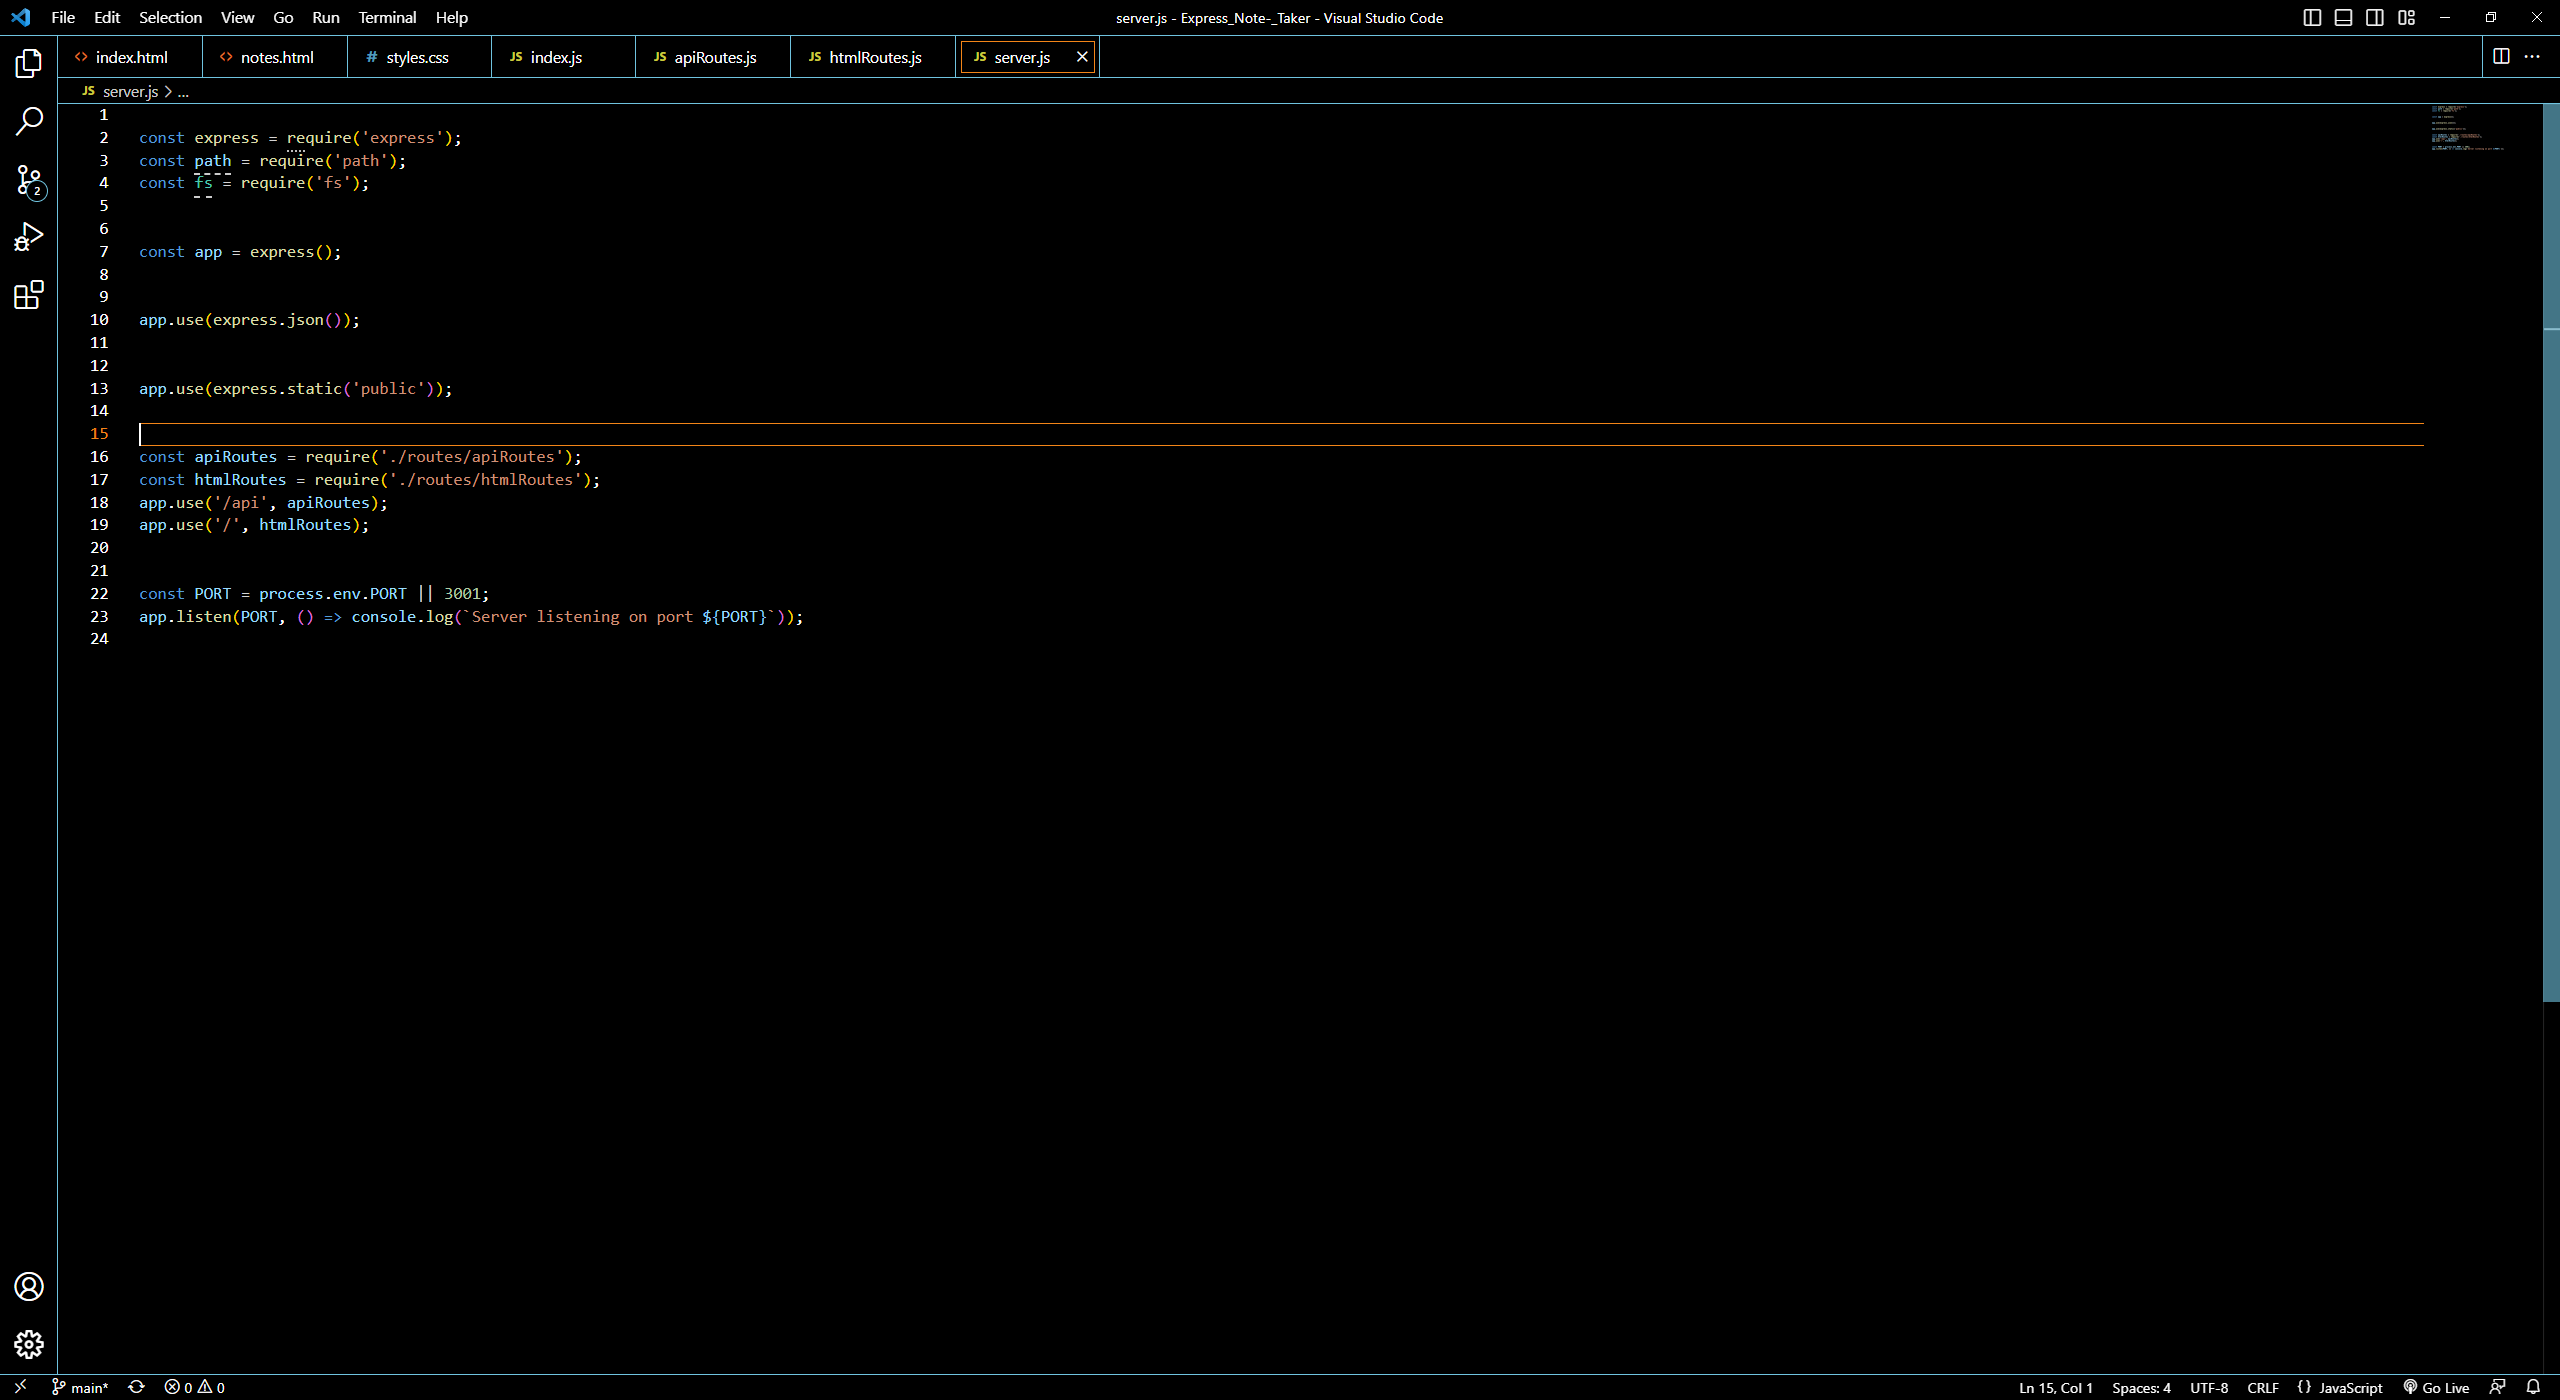 File Edit Selection View Go Run Terminal Help
server.js - Express_Note-_Taker - Visual Studio Code
index.html notes.html # styles.css JS index.js JS apiRoutes.js JS htmlRoutes.js JS server.js
JS server.js > ...
1
2 const express = require('express');
3 const path = require('path');
4 const fs = require('fs');
5
6
7 const app = express();
8
9
10 app.use(express.json());
11
12
13 app.use(express.static('public'));
14
15
16 const apiRoutes = require('./routes/apiRoutes');
17 const htmlRoutes = require('./routes/htmlRoutes');
18 app.use('/api', apiRoutes);
19 app.use('/', htmlRoutes);
20
21
22 const PORT = process.env.PORT || 3001;
23 app.listen(PORT, () => console.log(`Server listening on port ${PORT}`));
24
2
main* 0 0 Ln 15, Col 1 Spaces: 4 UTF-8 CRLF {} JavaScript Go Live